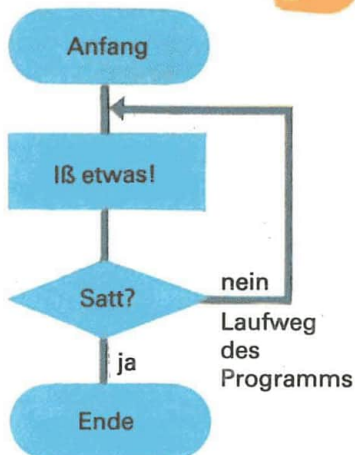 Anfang
Iß etwas!
Satt?
nein
Laufweg
des
Programms
ja
Ende